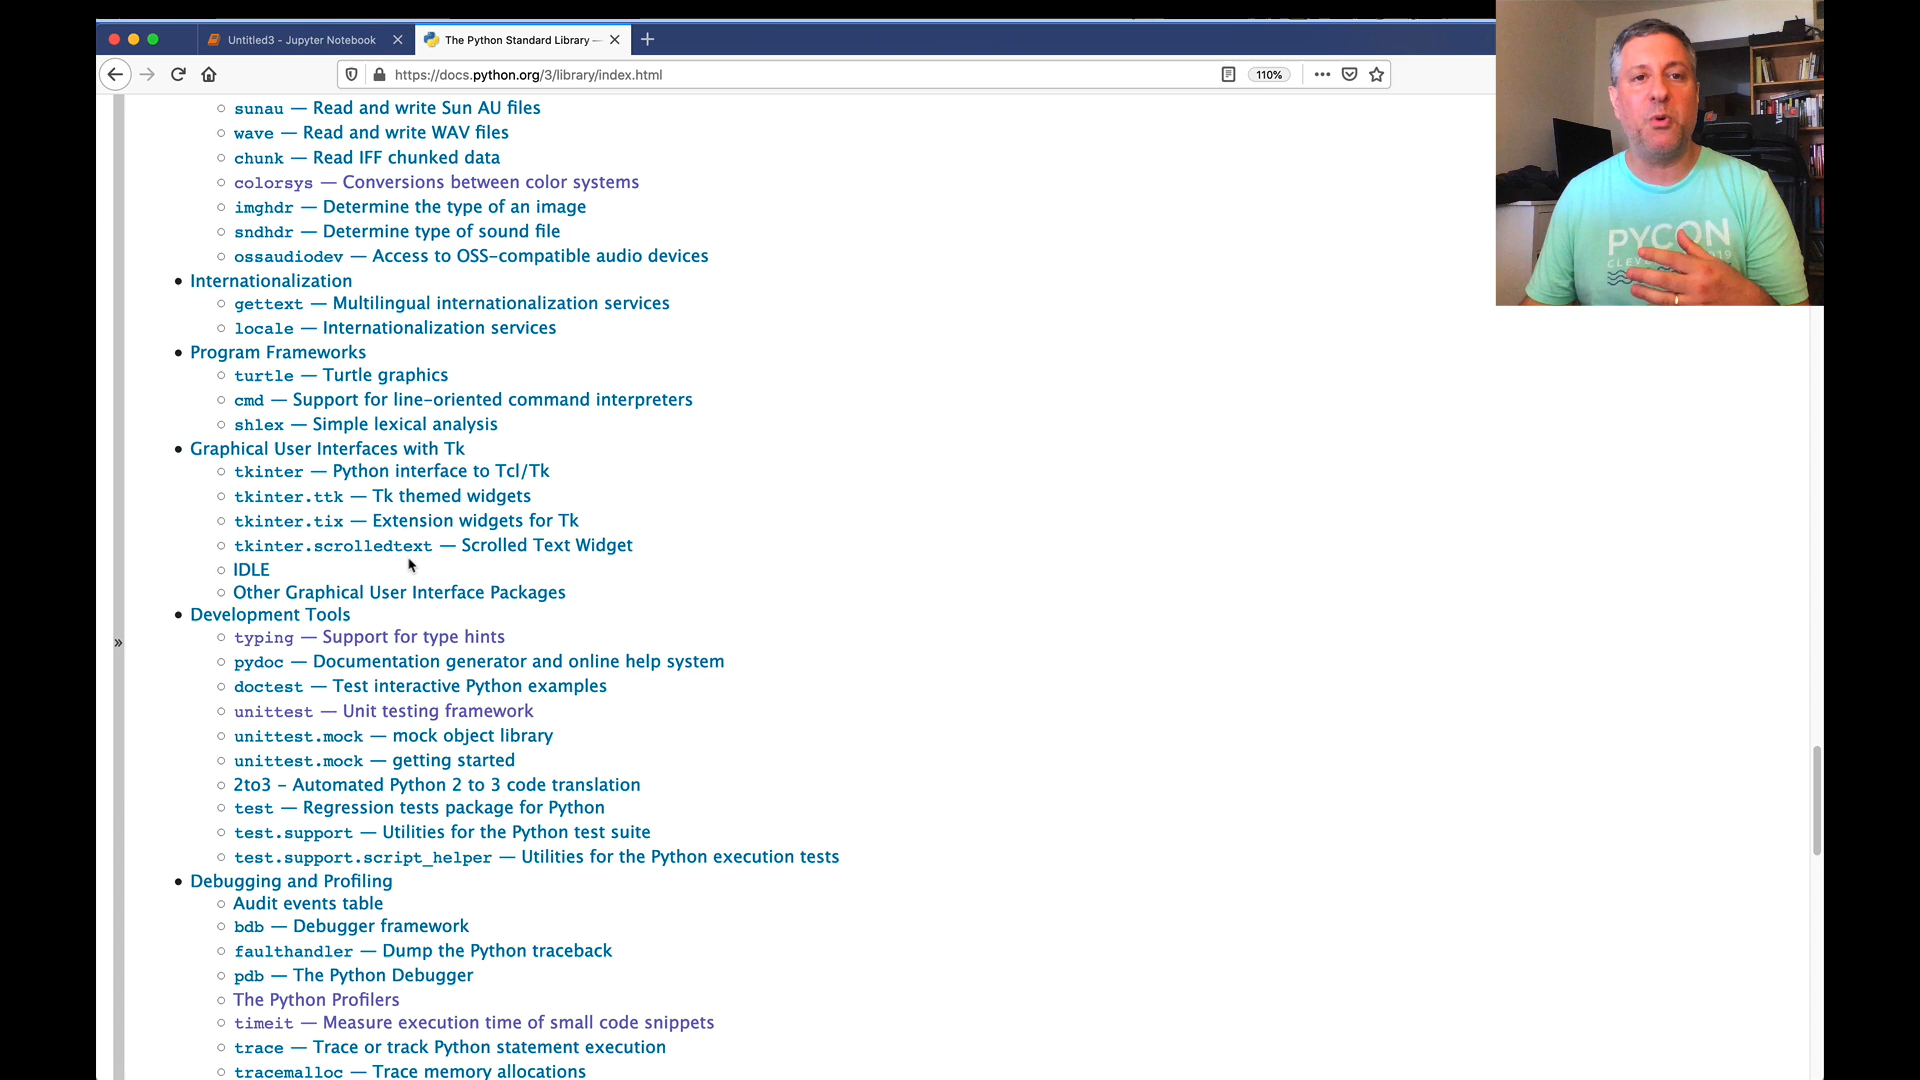 Untitled3 - Jupyter Notebook
The Python Standard Library —
https://docs.python.org/3/library/index.html
110%
sunau — Read and write Sun AU files
wave — Read and write WAV files
chunk — Read IFF chunked data
colorsys — Conversions between color systems
imghdr — Determine the type of an image
sndhdr — Determine type of sound file
ossaudiodev — Access to OSS-compatible audio devices
Internationalization
gettext — Multilingual internationalization services
locale — Internationalization services
Program Frameworks
turtle — Turtle graphics
cmd — Support for line-oriented command interpreters
shlex — Simple lexical analysis
Graphical User Interfaces with Tk
tkinter — Python interface to Tcl/Tk
tkinter.ttk — Tk themed widgets
tkinter.tix — Extension widgets for Tk
tkinter.scrolledtext — Scrolled Text Widget
IDLE
Other Graphical User Interface Packages
Development Tools
typing — Support for type hints
pydoc — Documentation generator and online help system
doctest — Test interactive Python examples
unittest — Unit testing framework
unittest.mock — mock object library
unittest.mock — getting started
2to3 – Automated Python 2 to 3 code translation
test — Regression tests package for Python
test.support — Utilities for the Python test suite
test.support.script_helper — Utilities for the Python execution tests
Debugging and Profiling
Audit events table
bdb — Debugger framework
faulthandler — Dump the Python traceback
pdb — The Python Debugger
The Python Profilers
timeit — Measure execution time of small code snippets
trace — Trace or track Python statement execution
tracemalloc — Trace memory allocations
»
PYCON